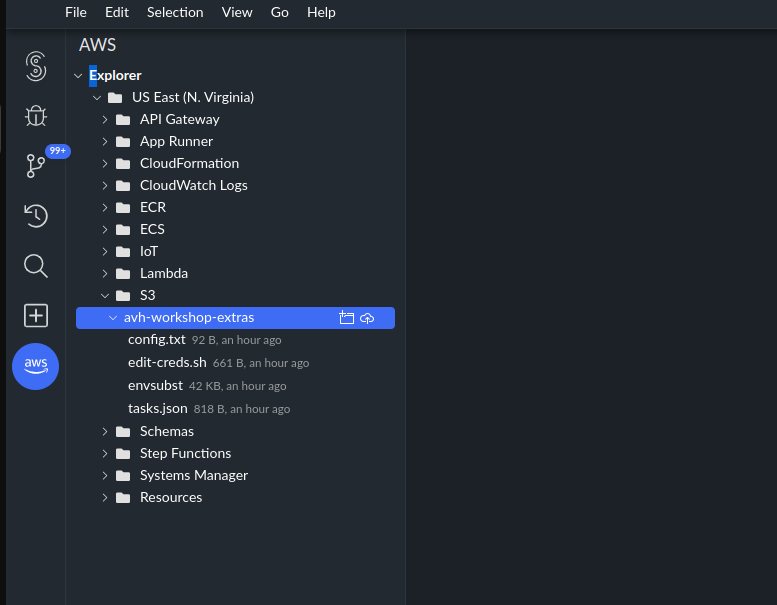 File Edit Selection View Go Help
AWS
Explorer
US East (N. Virginia)
API Gateway
App Runner
CloudFormation
CloudWatch Logs
99+
ECR
ECS
IoT
Lambda
S3
avh-workshop-extras
config.txt 92 B, an hour ago
edit-creds.sh 661 B, an hour ago
aws
envsubst 42 KB, an hour ago
tasks.json 818 B, an hour ago
Schemas
Step Functions
Systems Manager
Resources